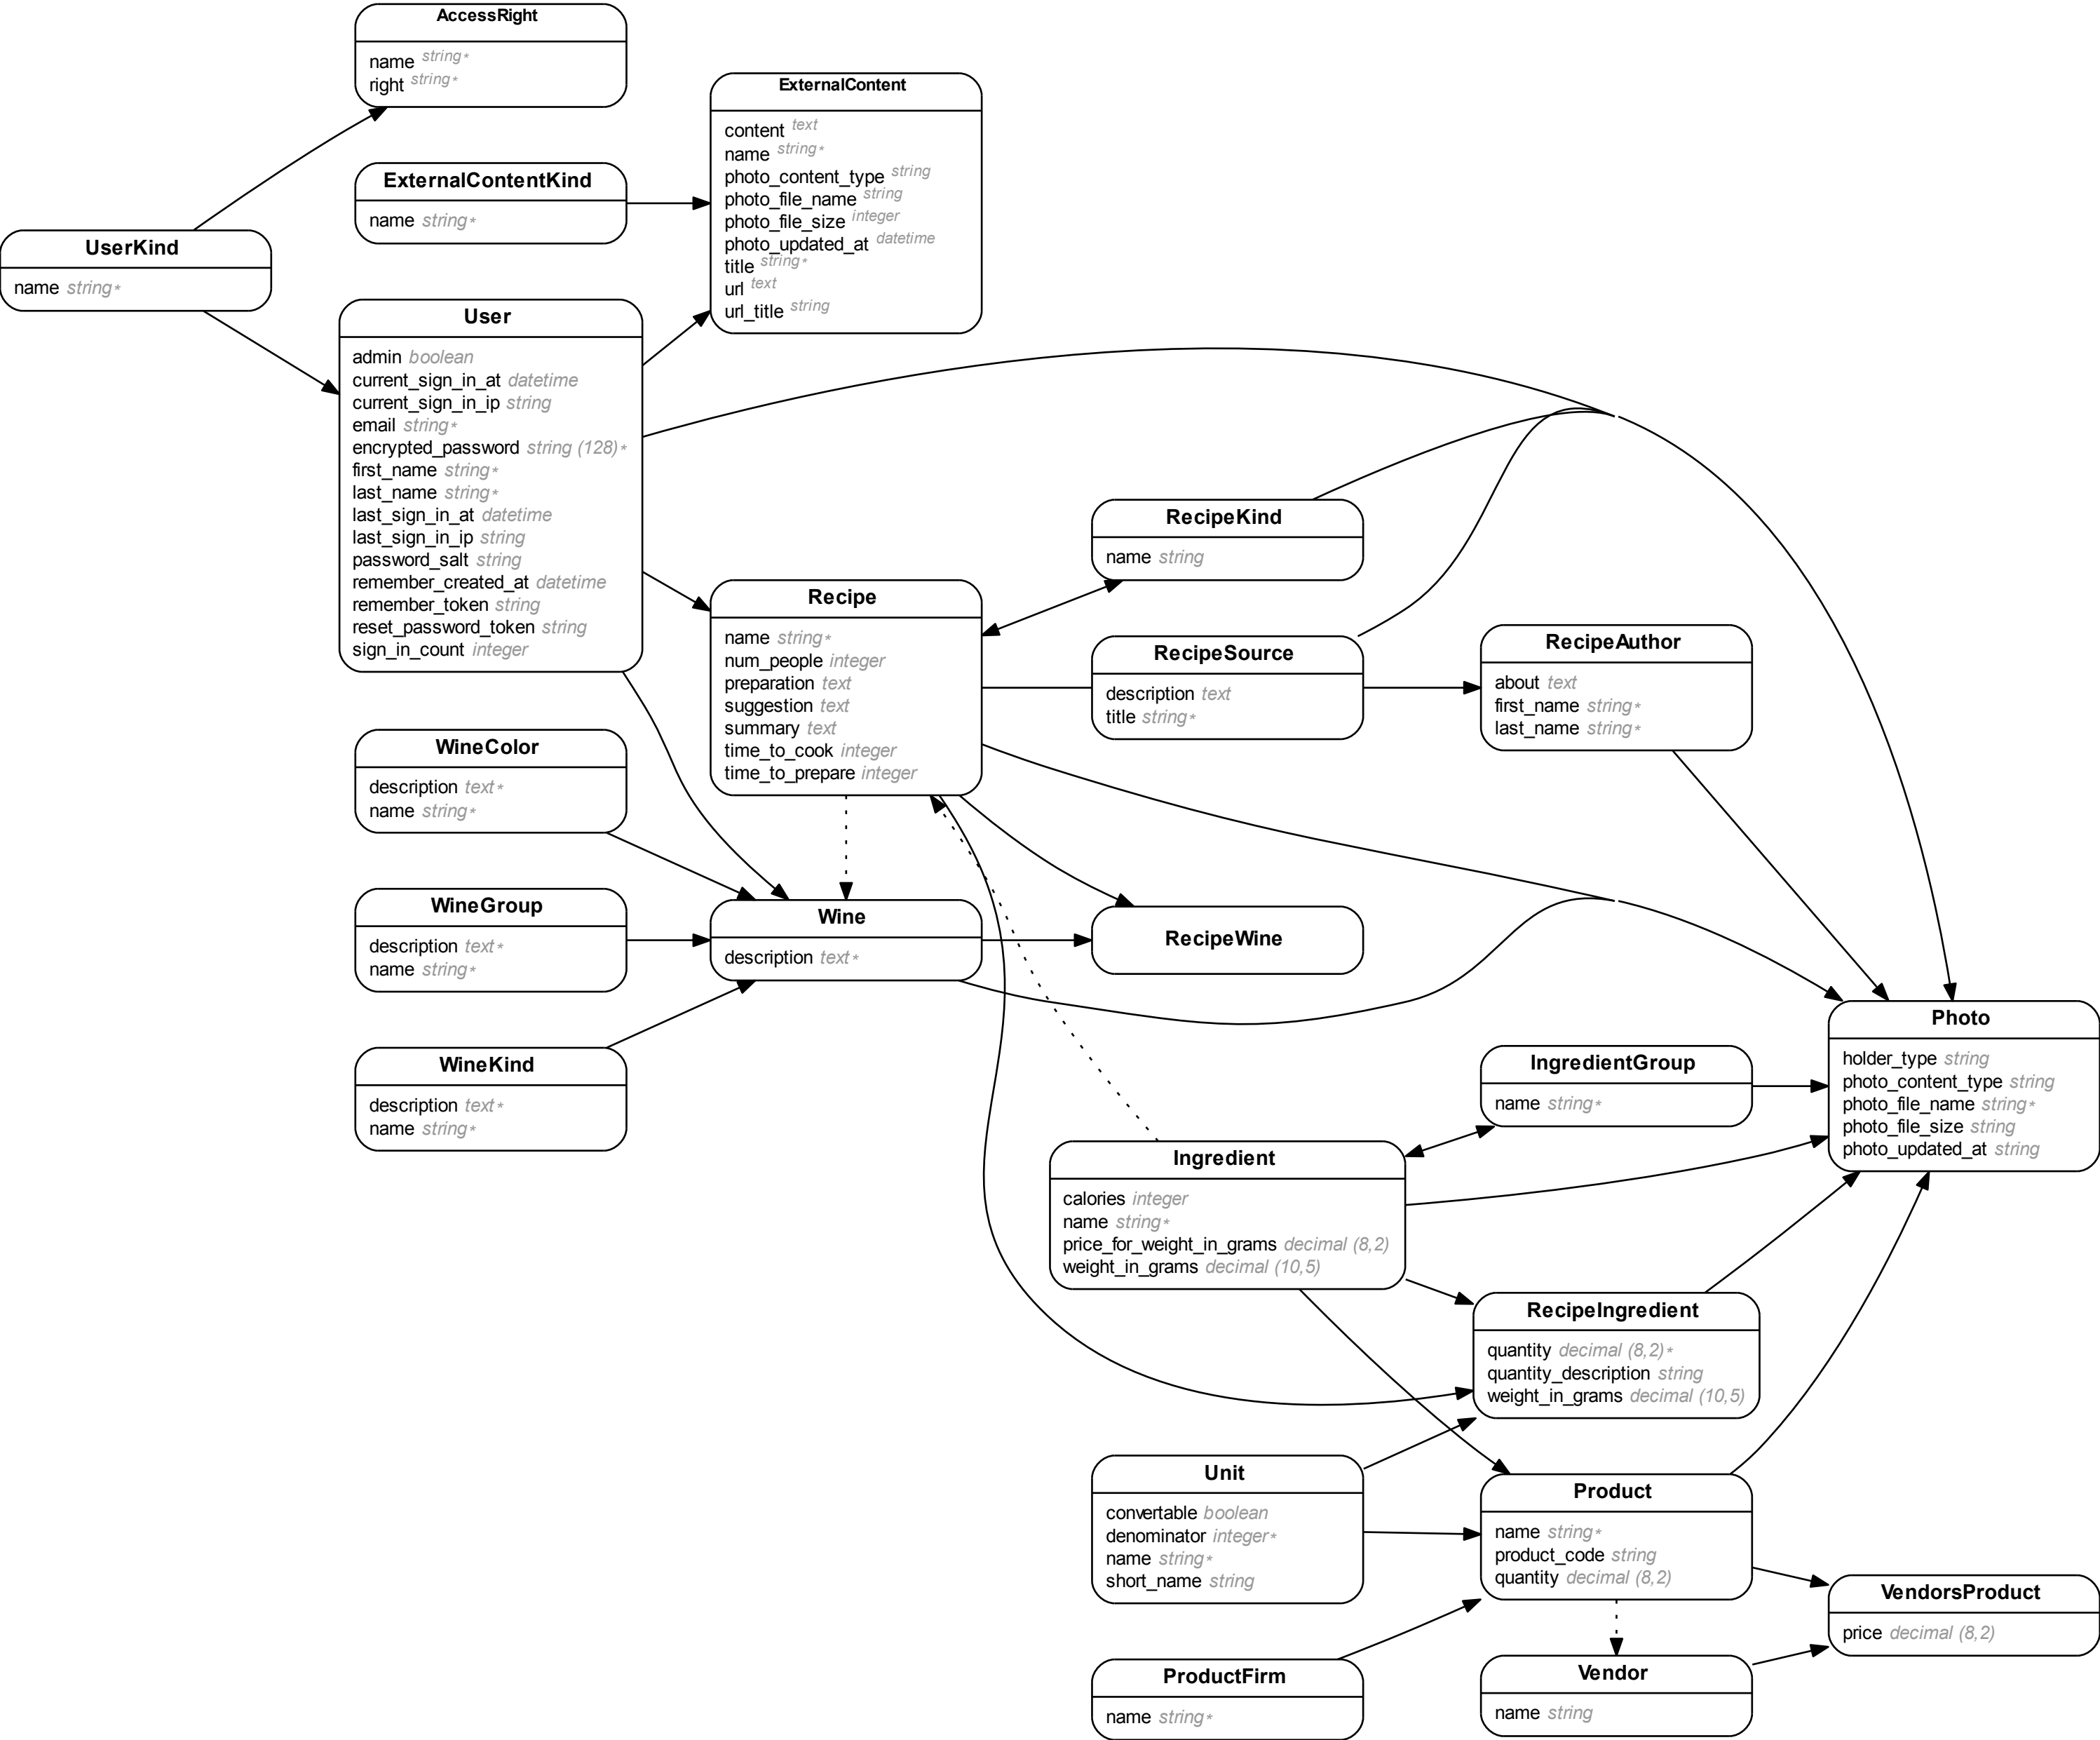 AccessRight
name string*
right string*
ExternalContent
content text
name string*
photo_content_type string
photo_file_name string
photo_file_size integer
photo_updated_at datetime
title string*
url text
url_title string
ExternalContentKind
name string*
UserKind
name string*
User
admin boolean
current_sign_in_at datetime
current_sign_in_ip string
email string*
encrypted_password string (128)*
first_name string*
last_name string*
last_sign_in_at datetime
last_sign_in_ip string
password_salt string
remember_created_at datetime
remember_token string
reset_password_token string
sign_in_count integer
RecipeKind
name string
Recipe
name string*
num_people integer
preparation text
suggestion text
summary text
time_to_cook integer
time_to_prepare integer
RecipeSource
description text
title string*
RecipeAuthor
about text
first_name string*
last_name string*
WineColor
description text*
name string*
WineGroup
description text*
name string*
Wine
description text*
RecipeWine
WineKind
description text*
name string*
Photo
holder_type string
photo_content_type string
photo_file_name string*
photo_file_size string
photo_updated_at string
IngredientGroup
name string*
Ingredient
calories integer
name string*
price_for_weight_in_grams decimal (8,2)
weight_in_grams decimal (10,5)
RecipeIngredient
quantity decimal (8,2)*
quantity_description string
weight_in_grams decimal (10,5)
Unit
convertable boolean
denominator integer*
name string*
short_name string
Product
name string*
product_code string
quantity decimal (8,2)
VendorsProduct
price decimal (8,2)
ProductFirm
name string*
Vendor
name string